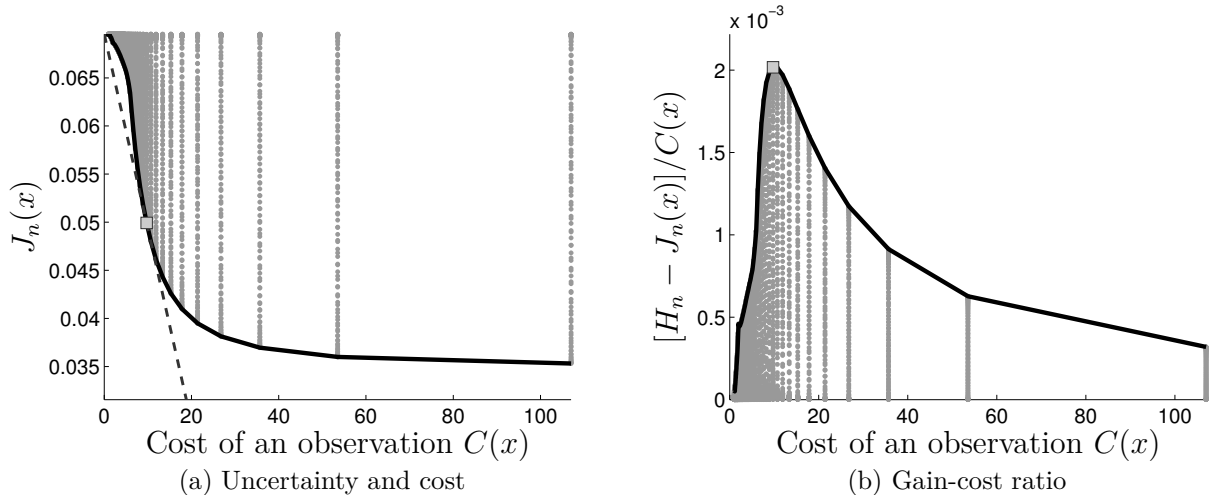 0.065
0.06
0.055
0.05
0.045
0.04
0.035
J_n(x)
0 20 40 60 80 100
Cost of an observation C(x)
(a) Uncertainty and cost
x 10^{-3}
2
1.5
1
0.5
0
[H_n − J_n(x)]/C(x)
0 20 40 60 80 100
Cost of an observation C(x)
(b) Gain-cost ratio